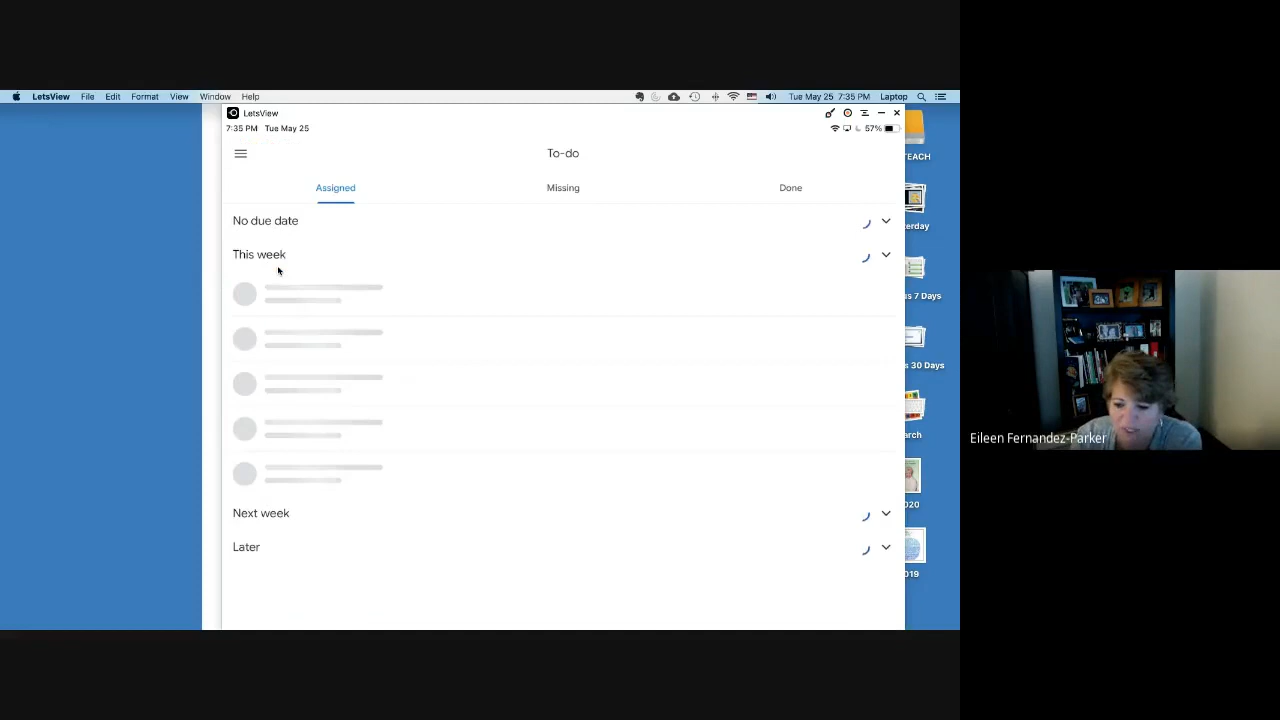 LetsView File Edit Format View Window Help Tue May 25 7:35 PM Laptop
LetsView
7:35 PM Tue May 25 57%
To-do
Assigned Missing Done
No due date
This week
Next week
Later
TEACH
erday
us 7 Days
s 30 Days
arch
020
019
Eileen Fernandez-Parker